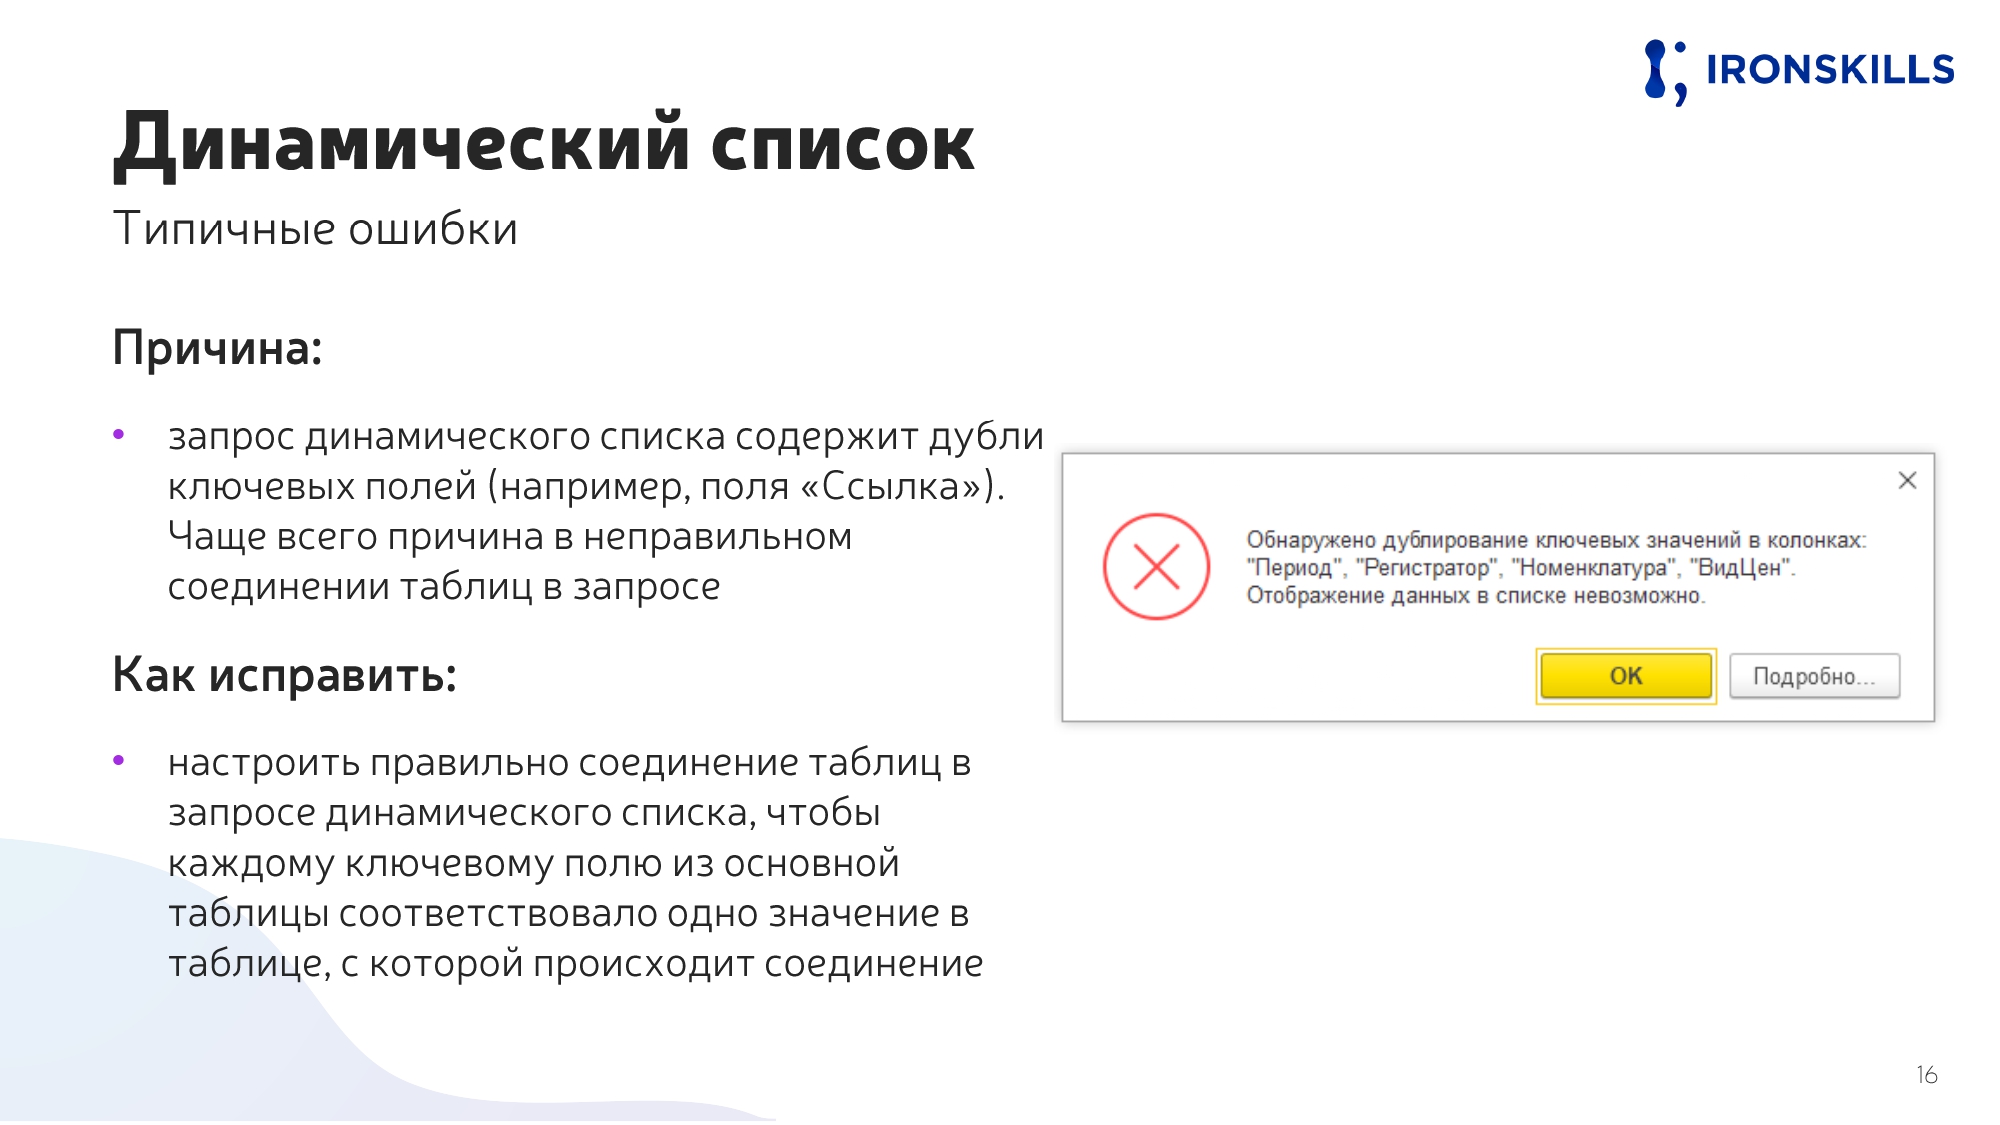 IRONSKILLS
Динамический список
Типичные ошибки
Причина:
• запрос динамического списка содержит дубли
ключевых полей (например, поля «Ссылка»).
Чаще всего причина в неправильном
соединении таблиц в запросе
Обнаружено дублирование ключевых значений в колонках:
"Период", "Регистратор", "Номенклатура", "ВидЦен".
Отображение данных в списке невозможно.
ОК
Подробно...
Как исправить:
• настроить правильно соединение таблиц в
запросе динамического списка, чтобы
каждому ключевому полю из основной
таблицы соответствовало одно значение в
таблице, с которой происходит соединение
16